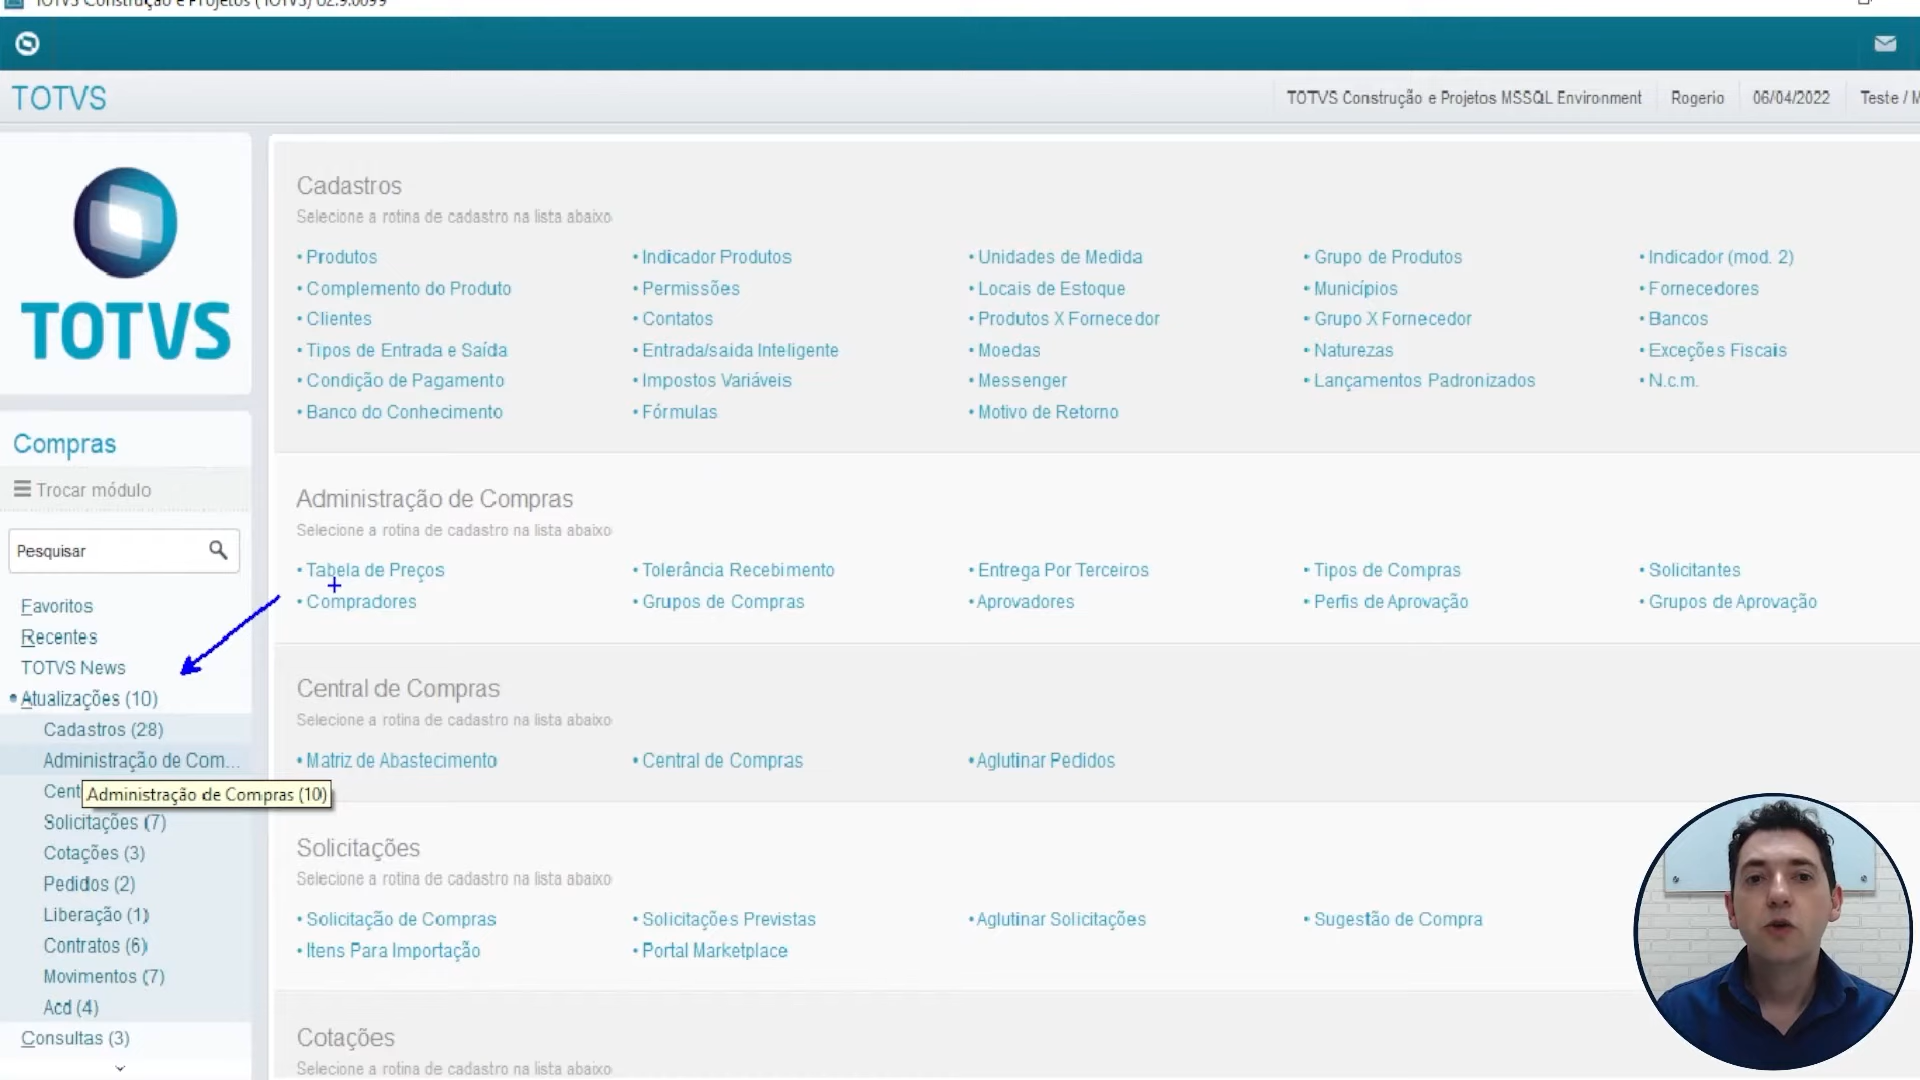 TOTVS Construção e Projetos (TOTVS) 02.9.0099
TOTVS
TOTVS Construção e Projetos MSSQL Environment
Rogerio
06/04/2022
Teste / M
TOTVS
Compras
Trocar módulo
Pesquisar
Favoritos
Recentes
TOTVS News
Atualizações (10)
Cadastros (28)
Administração de Com...
Cent
Administração de Compras (10)
Solicitações (7)
Cotações (3)
Pedidos (2)
Liberação (1)
Contratos (6)
Movimentos (7)
Acd (4)
Consultas (3)
Cadastros
Selecione a rotina de cadastro na lista abaixo
• Produtos • Indicador Produtos • Unidades de Medida • Grupo de Produtos • Indicador (mod. 2)
• Complemento do Produto • Permissões • Locais de Estoque • Municípios • Fornecedores
• Clientes • Contatos • Produtos X Fornecedor • Grupo X Fornecedor • Bancos
• Tipos de Entrada e Saída • Entrada/saida Inteligente • Moedas • Naturezas • Exceções Fiscais
• Condição de Pagamento • Impostos Variáveis • Messenger • Lançamentos Padronizados • N.c.m.
• Banco do Conhecimento • Fórmulas • Motivo de Retorno
Administração de Compras
Selecione a rotina de cadastro na lista abaixo
• Tabela de Preços • Tolerância Recebimento • Entrega Por Terceiros • Tipos de Compras • Solicitantes
• Compradores • Grupos de Compras • Aprovadores • Perfis de Aprovação • Grupos de Aprovação
Central de Compras
Selecione a rotina de cadastro na lista abaixo
• Matriz de Abastecimento • Central de Compras • Aglutinar Pedidos
Solicitações
Selecione a rotina de cadastro na lista abaixo
• Solicitação de Compras • Solicitações Previstas • Aglutinar Solicitações • Sugestão de Compra
• Itens Para Importação • Portal Marketplace
Cotações
Selecione a rotina de cadastro na lista abaixo